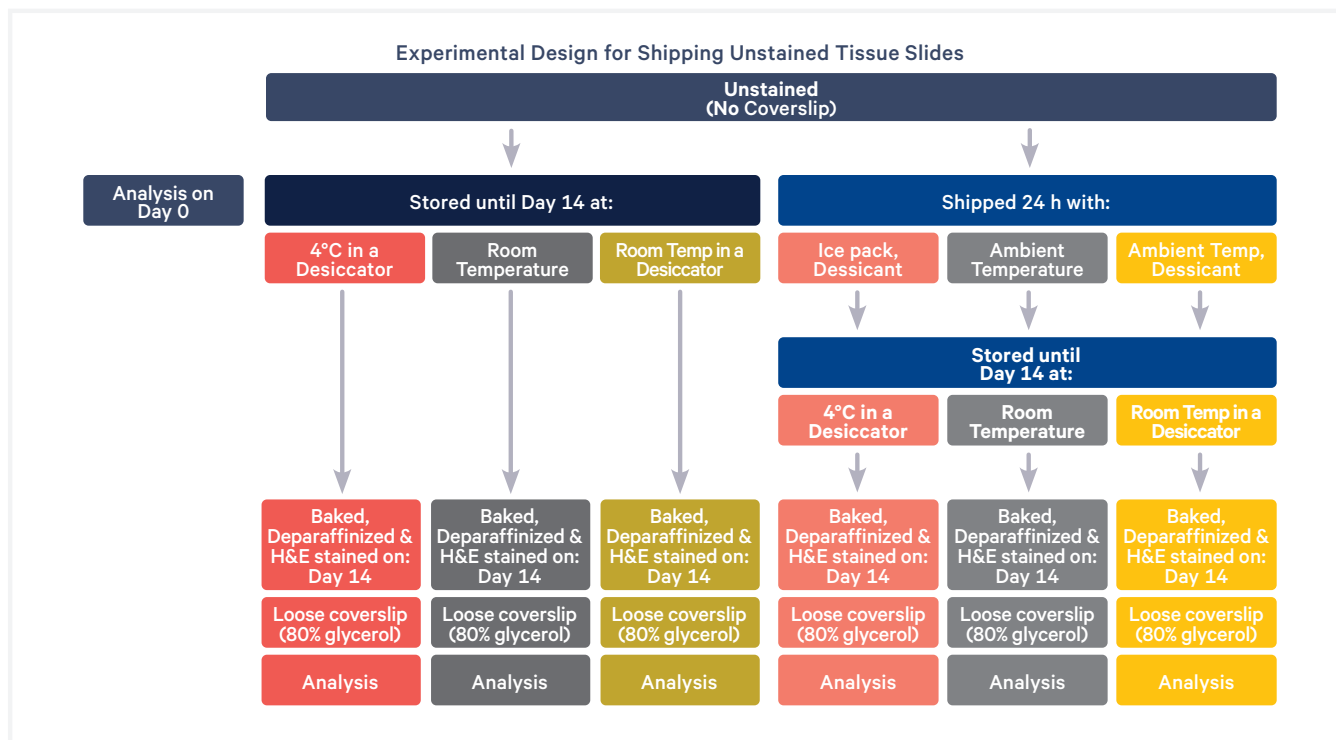 Experimental Design for Shipping Unstained Tissue Slides
Unstained
(No Coverslip)
Analysis on
Day 0
Stored until Day 14 at:
Shipped 24 h with:
4°C in a
Desiccator
Room
Temperature
Room Temp in a
Desiccator
Ice pack,
Dessicant
Ambient
Temperature
Ambient Temp,
Dessicant
Stored until
Day 14 at:
4°C in a
Desiccator
Room
Temperature
Room Temp in a
Desiccator
Baked,
Deparaffinized &
H&E stained on:
Day 14
Baked,
Deparaffinized &
H&E stained on:
Day 14
Baked,
Deparaffinized &
H&E stained on:
Day 14
Baked,
Deparaffinized &
H&E stained on:
Day 14
Baked,
Deparaffinized &
H&E stained on:
Day 14
Baked,
Deparaffinized &
H&E stained on:
Day 14
Loose coverslip
(80% glycerol)
Loose coverslip
(80% glycerol)
Loose coverslip
(80% glycerol)
Loose coverslip
(80% glycerol)
Loose coverslip
(80% glycerol)
Loose coverslip
(80% glycerol)
Analysis
Analysis
Analysis
Analysis
Analysis
Analysis